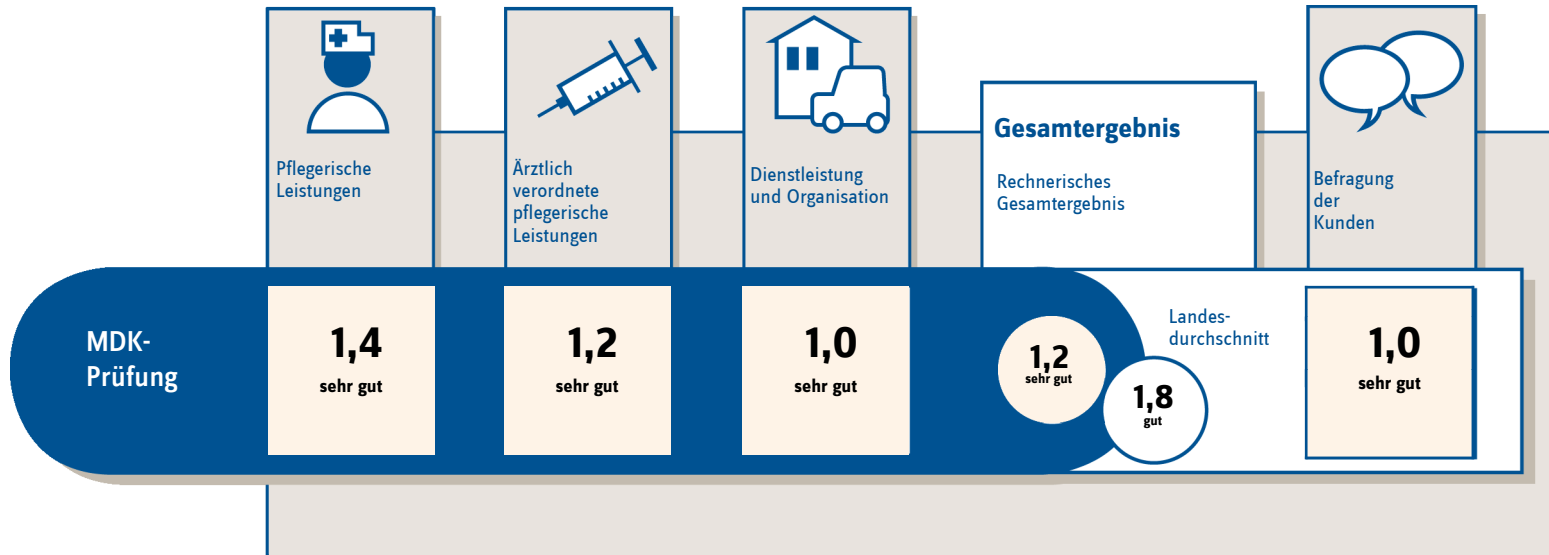 Pflegerische
Leistungen
Ärztlich
verordnete
pflegerische
Leistungen
Dienstleistung
und Organisation
Gesamtergebnis
Rechnerisches
Gesamtergebnis
Befragung
der
Kunden
MDK-
Prüfung
1,4
sehr gut
1,2
sehr gut
1,0
sehr gut
1,2
sehr gut
Landes-
durchschnitt
1,8
gut
1,0
sehr gut